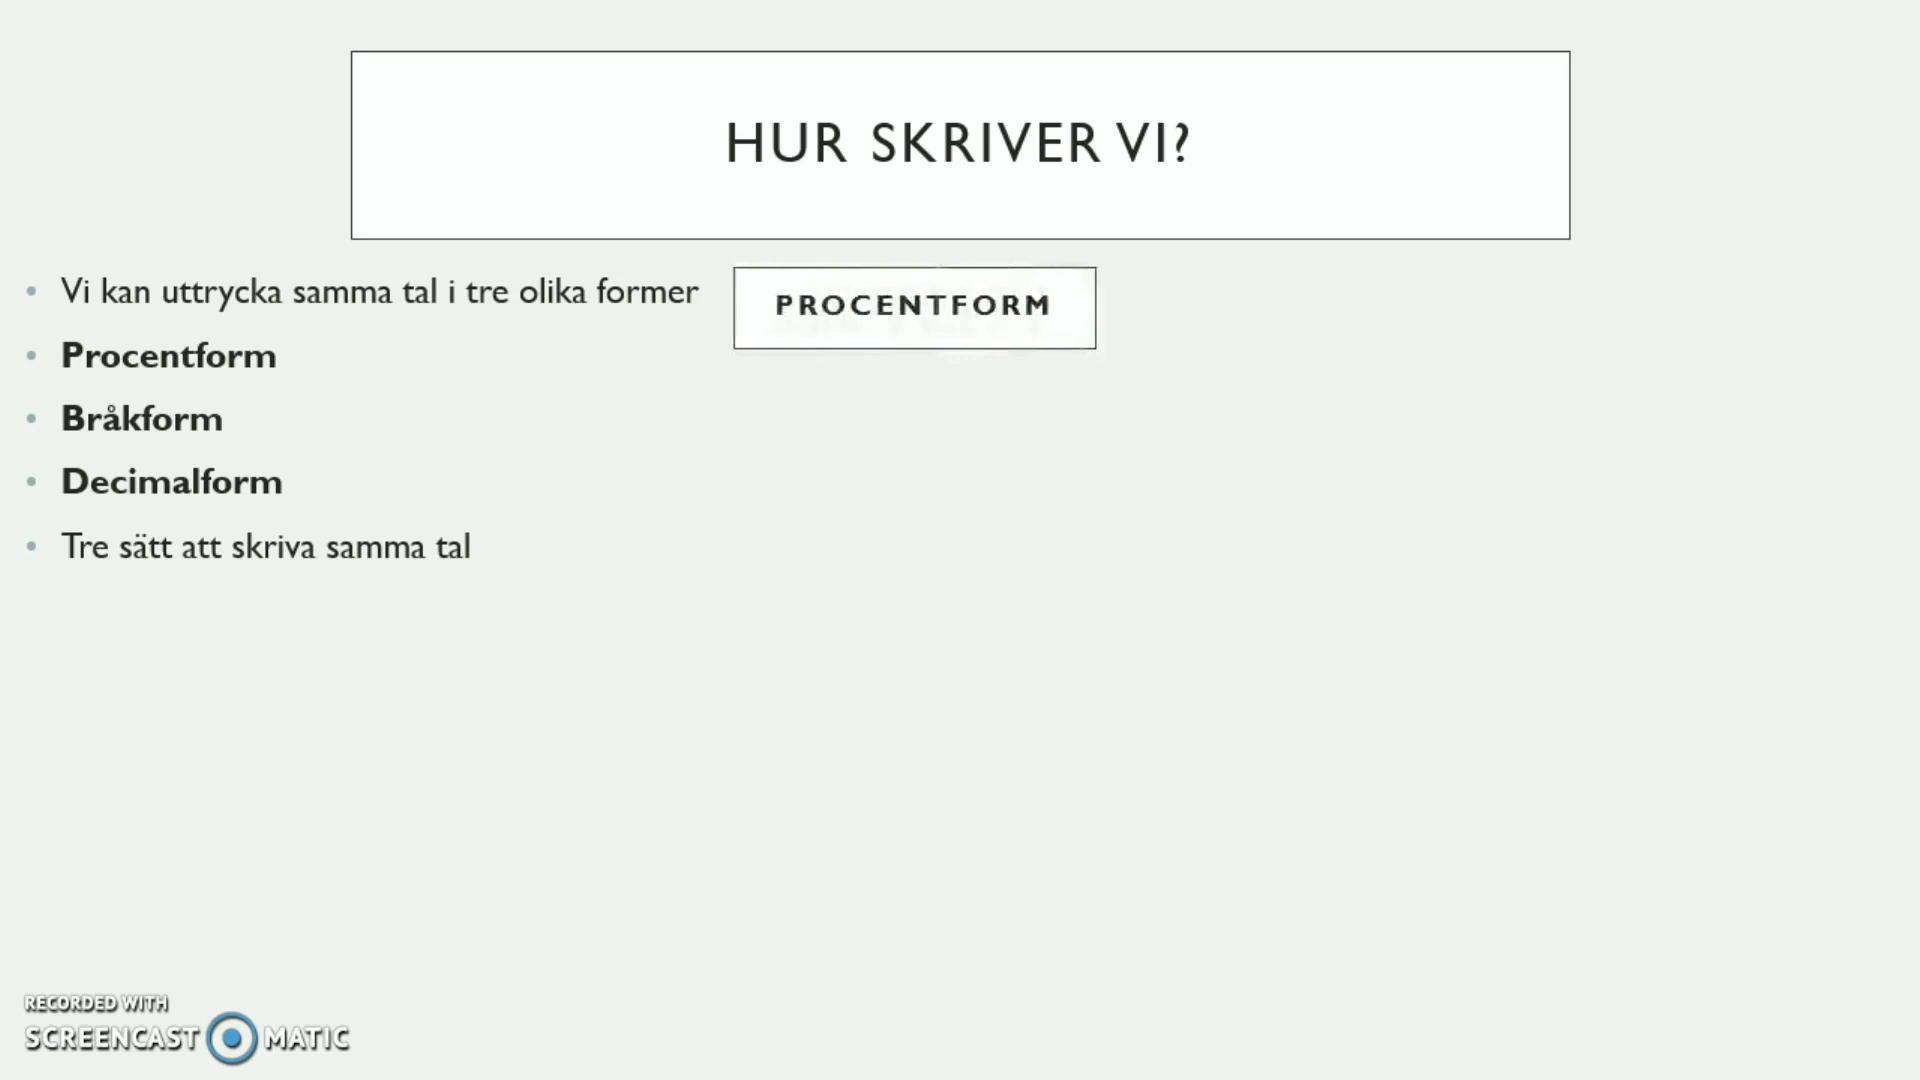 HUR SKRIVER VI?
Vi kan uttrycka samma tal i tre olika former
Procentform
Bråkform
Decimalform
Tre sätt att skriva samma tal
PROCENTFORM
RECORDED WITH
SCREENCAST MATIC